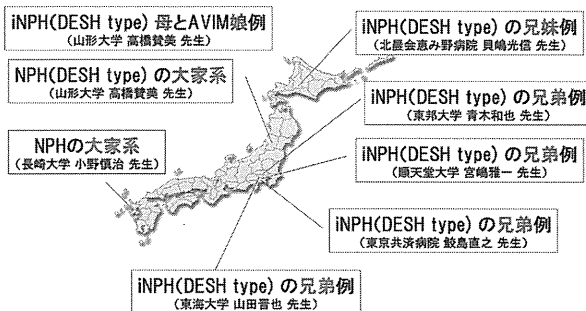 iNPH(DESH type) 母とAVIM娘例
(山形大学 高橋賛美 先生)
NPH(DESH type) の大家系
(山形大学 高橋賛美 先生)
NPHの大家系
(長崎大学 小野慎治 先生)
iNPH(DESH type) の兄妹例
(北晨会恵み野病院 貝嶋光信 先生)
iNPH(DESH type) の兄弟例
(東邦大学 青木和也 先生)
iNPH(DESH type) の兄弟例
(順天堂大学 宮嶋雅一 先生)
iNPH(DESH type) の兄弟例
(東京共済病院 鮫島直之 先生)
iNPH(DESH type) の兄弟例
(東海大学 山田晋也 先生)